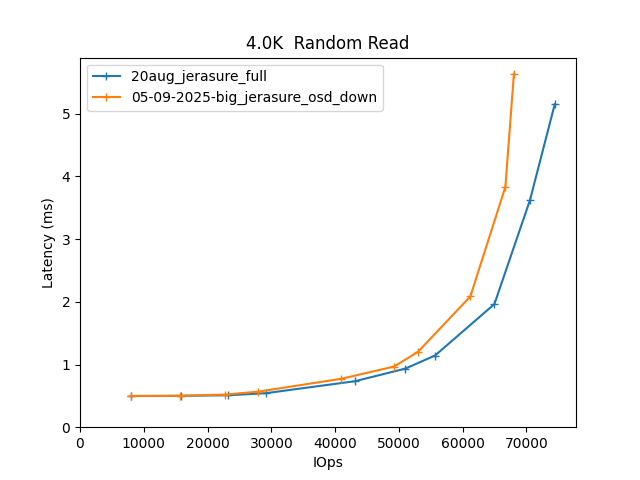 4.0K  Random Read
20aug_jerasure_full
05-09-2025-big_jerasure_osd_down
Latency (ms)
5
4
3
2
1
0
0 10000 20000 30000 40000 50000 60000 70000
IOps